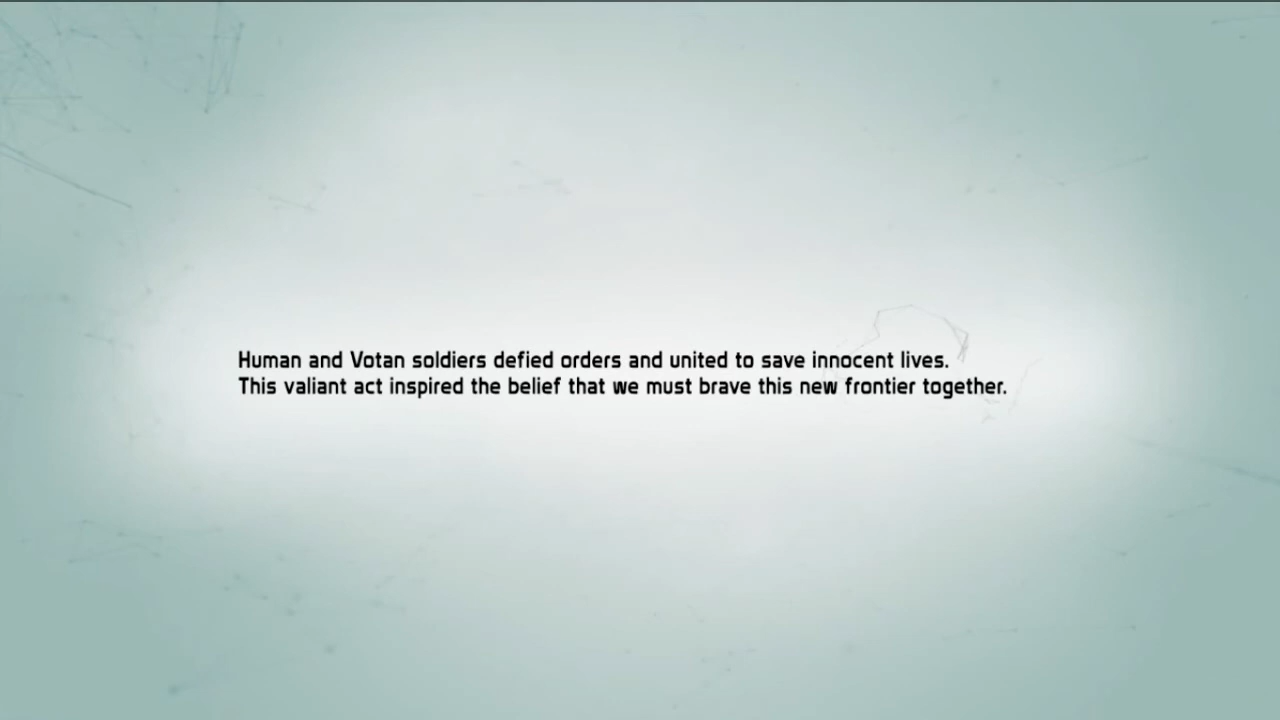 Human and Votan soldiers defied orders and united to save innocent lives.
This valiant act inspired the belief that we must brave this new frontier together.